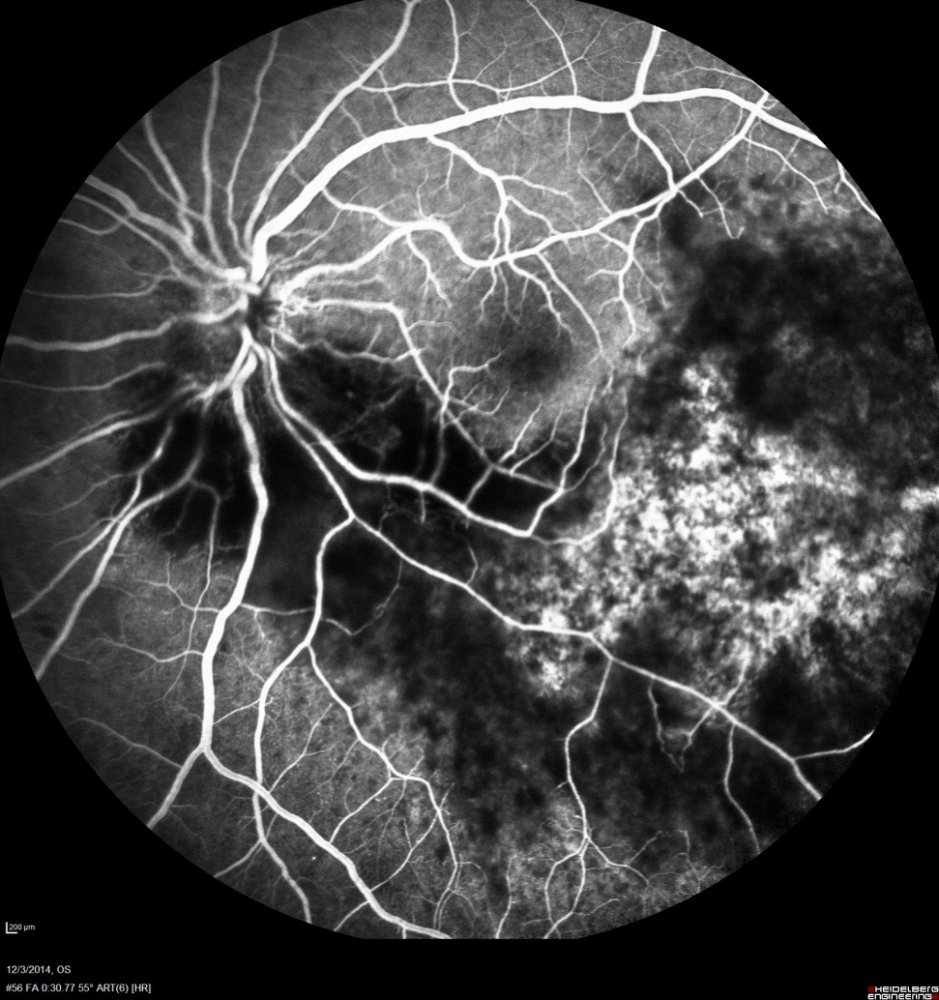 200 µm
12/3/2014, OS
#56 FA 0:30.77 55° ART(6) [HR]
HEIDELBERG
ENGINEERING